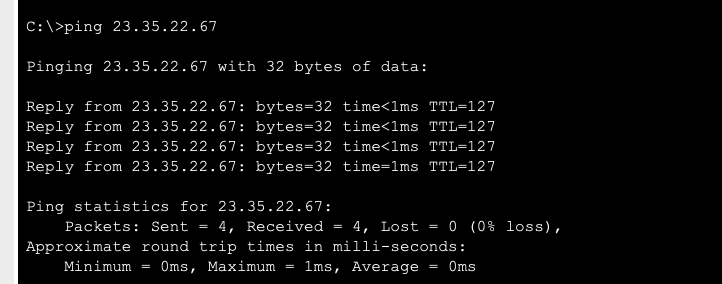 C:\>ping 23.35.22.67
Pinging 23.35.22.67 with 32 bytes of data:
Reply from 23.35.22.67: bytes=32 time<1ms TTL=127
Reply from 23.35.22.67: bytes=32 time<1ms TTL=127
Reply from 23.35.22.67: bytes=32 time<1ms TTL=127
Reply from 23.35.22.67: bytes=32 time=1ms TTL=127
Ping statistics for 23.35.22.67:
    Packets: Sent = 4, Received = 4, Lost = 0 (0% loss),
Approximate round trip times in milli-seconds:
    Minimum = 0ms, Maximum = 1ms, Average = 0ms